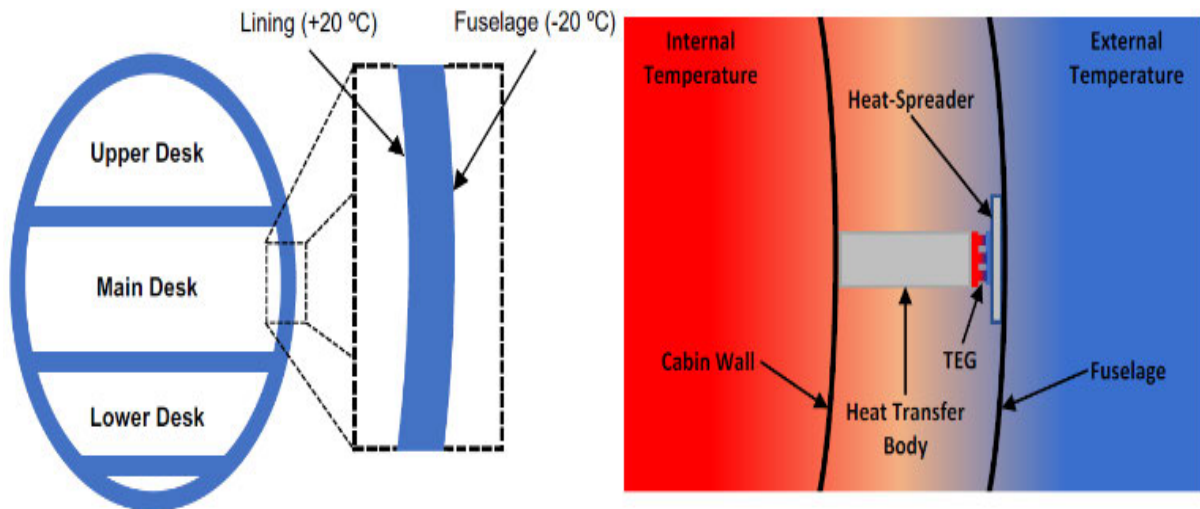 Lining (+20 ºC)
Fuselage (-20 ºC)
Upper Desk
Main Desk
Lower Desk
Internal
Temperature
External
Temperature
Heat-Spreader
Cabin Wall
TEG
Heat Transfer
Body
Fuselage